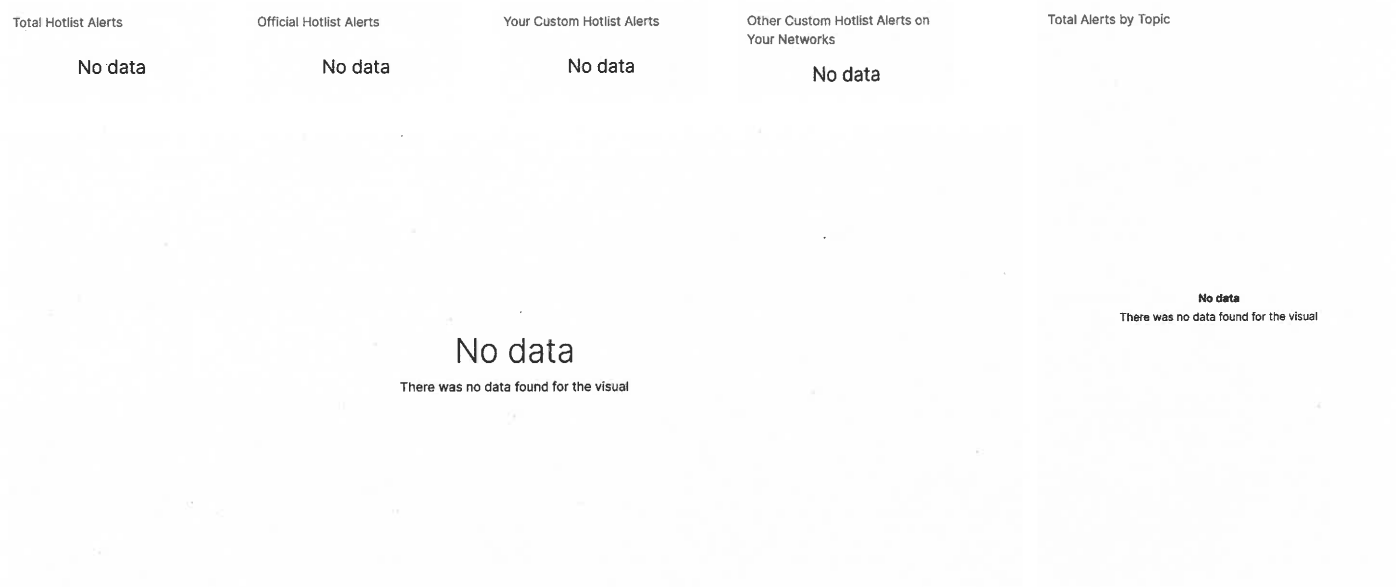 Total Hotlist Alerts
No data
Official Hotlist Alerts
No data
Your Custom Hotlist Alerts
No data
Other Custom Hotlist Alerts on
Your Networks
No data
Total Alerts by Topic
No data
There was no data found for the visual
No data
There was no data found for the visual